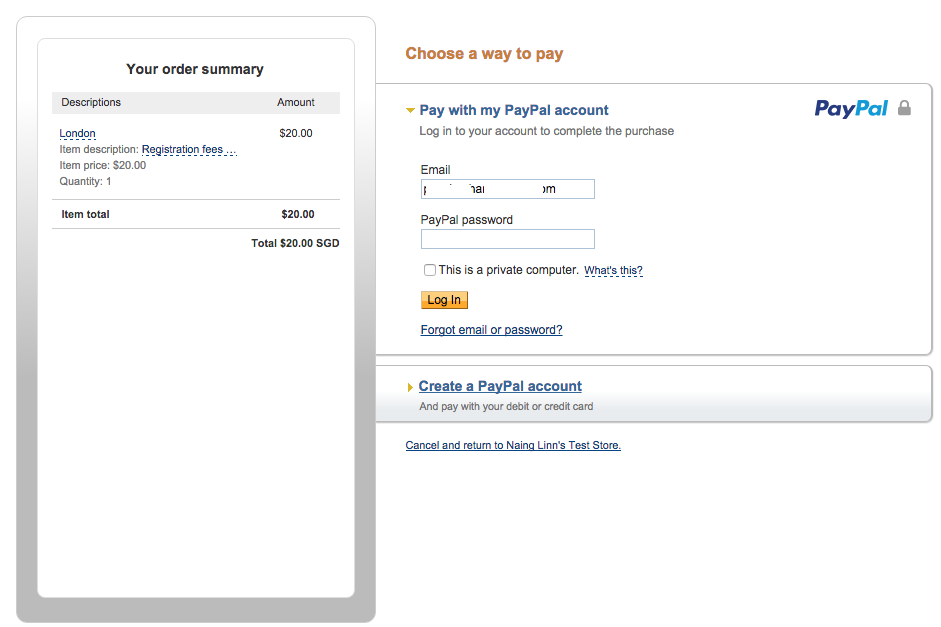 Your order summary
Descriptions Amount
London $20.00
Item description: Registration fees ...
Item price: $20.00
Quantity: 1
Item total $20.00
Total $20.00 SGD
Choose a way to pay
Pay with my PayPal account
PayPal
Log in to your account to complete the purchase
Email
PayPal password
This is a private computer. What's this?
Log In
Forgot email or password?
Create a PayPal account
And pay with your debit or credit card
Cancel and return to Naing Linn's Test Store.